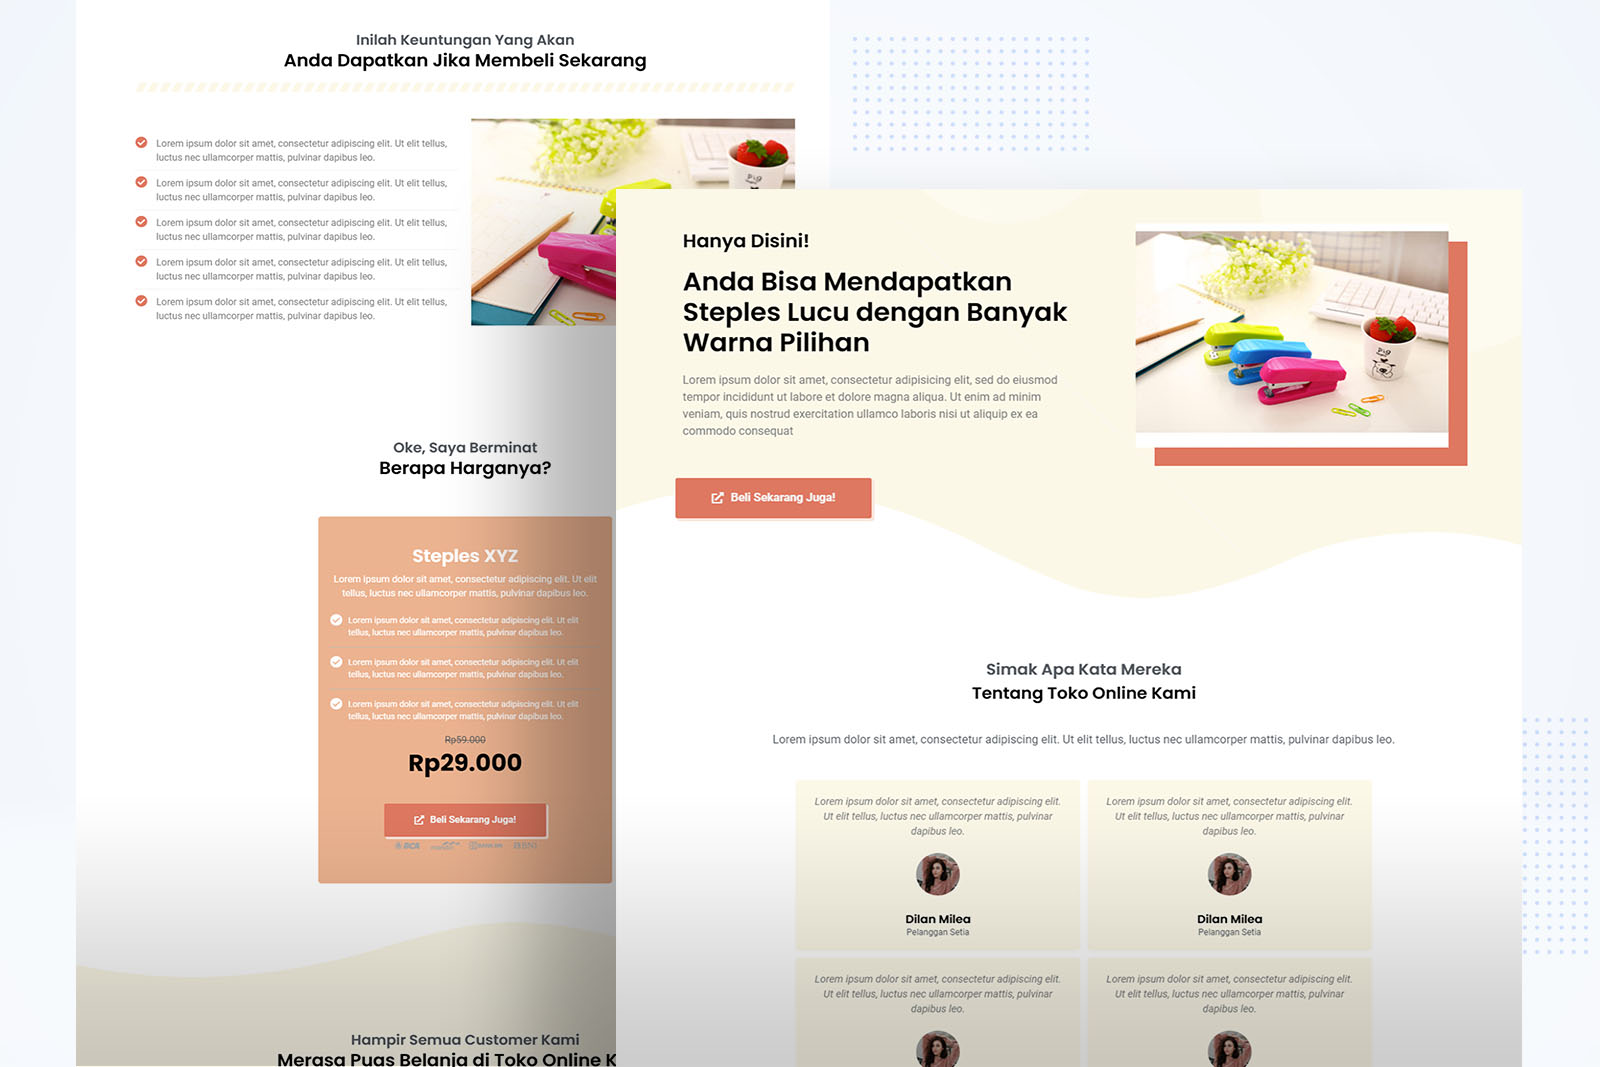 Inilah Keuntungan Yang Akan
Anda Dapatkan Jika Membeli Sekarang
Lorem ipsum dolor sit amet, consectetur adipiscing elit. Ut elit tellus,
luctus nec ullamcorper mattis, pulvinar dapibus leo.
Lorem ipsum dolor sit amet, consectetur adipiscing elit. Ut elit tellus,
luctus nec ullamcorper mattis, pulvinar dapibus leo.
Lorem ipsum dolor sit amet, consectetur adipiscing elit. Ut elit tellus,
luctus nec ullamcorper mattis, pulvinar dapibus leo.
Lorem ipsum dolor sit amet, consectetur adipiscing elit. Ut elit tellus,
luctus nec ullamcorper mattis, pulvinar dapibus leo.
Lorem ipsum dolor sit amet, consectetur adipiscing elit. Ut elit tellus,
luctus nec ullamcorper mattis, pulvinar dapibus leo.
pig
Oke, Saya Berminat
Berapa Harganya?
Steples XYZ
Lorem ipsum dolor sit amet, consectetur adipiscing elit. Ut elit
tellus, luctus nec ullamcorper mattis, pulvinar dapibus leo.
Lorem ipsum dolor sit amet, consectetur adipiscing elit. Ut elit
tellus, luctus nec ullamcorper mattis, pulvinar dapibus leo.
Lorem ipsum dolor sit amet, consectetur adipiscing elit. Ut elit
tellus, luctus nec ullamcorper mattis, pulvinar dapibus leo.
Lorem ipsum dolor sit amet, consectetur adipiscing elit. Ut elit
tellus, luctus nec ullamcorper mattis, pulvinar dapibus leo.
Rp59.000
Rp29.000
Beli Sekarang Juga!
BCA
BNI
Hampir Semua Customer Kami
Merasa Puas Belanja di Toko Online K
Hanya Disini!
Anda Bisa Mendapatkan
Steples Lucu dengan Banyak
Warna Pilihan
Lorem ipsum dolor sit amet, consectetur adipisicing elit, sed do eiusmod
tempor incididunt ut labore et dolore magna aliqua. Ut enim ad minim
veniam, quis nostrud exercitation ullamco laboris nisi ut aliquip ex ea
commodo consequat
Beli Sekarang Juga!
pig
Simak Apa Kata Mereka
Tentang Toko Online Kami
Lorem ipsum dolor sit amet, consectetur adipiscing elit. Ut elit tellus, luctus nec ullamcorper mattis, pulvinar dapibus leo.
Lorem ipsum dolor sit amet, consectetur adipiscing elit.
Ut elit tellus, luctus nec ullamcorper mattis, pulvinar
dapibus leo.
Dilan Milea
Pelanggan Setia
Lorem ipsum dolor sit amet, consectetur adipiscing elit.
Ut elit tellus, luctus nec ullamcorper mattis, pulvinar
dapibus leo.
Dilan Milea
Pelanggan Setia
Lorem ipsum dolor sit amet, consectetur adipiscing elit.
Ut elit tellus, luctus nec ullamcorper mattis, pulvinar
dapibus leo.
Lorem ipsum dolor sit amet, consectetur adipiscing elit.
Ut elit tellus, luctus nec ullamcorper mattis, pulvinar
dapibus leo.